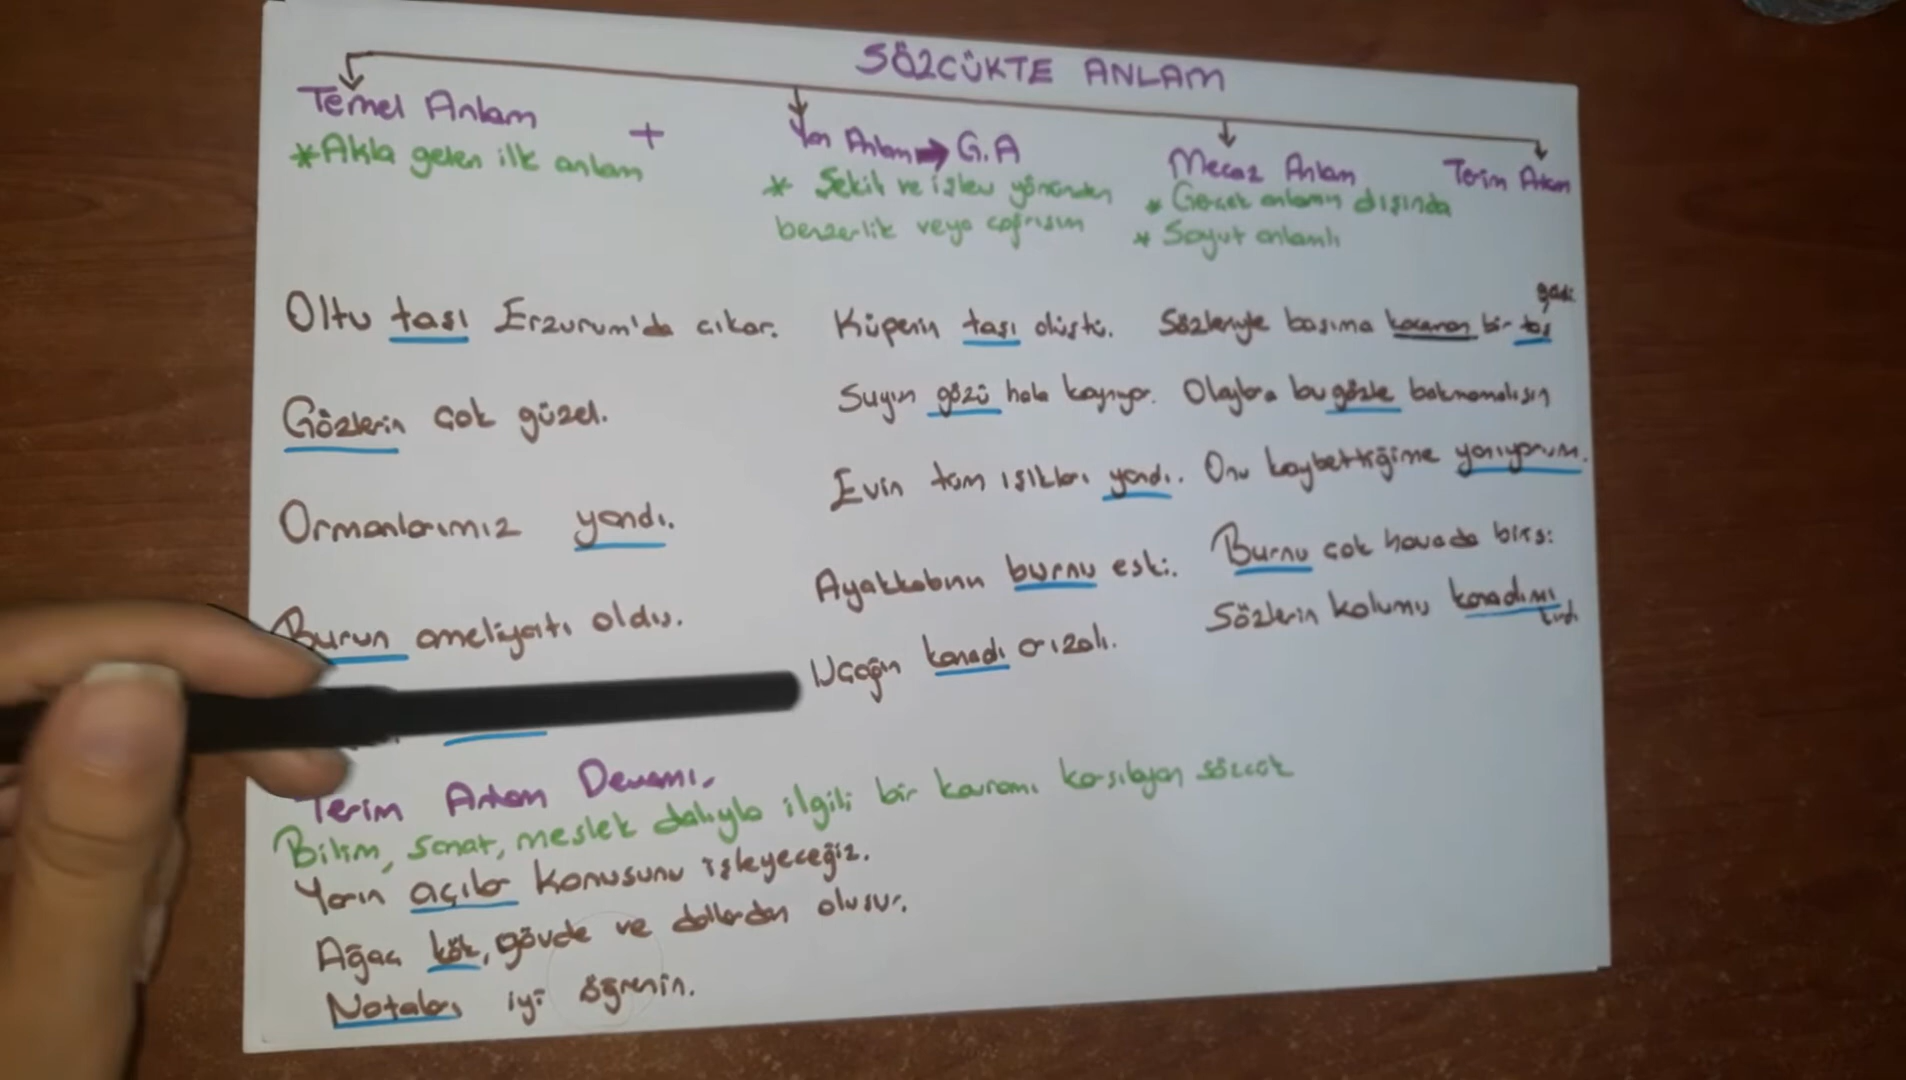 SÖZCÜKTE ANLAM
Temel Anlam
*Akla gelen ilk anlam
+
Yan Anlam → G.A
* Şekil ve işlev yönünden
benzerlik veya çağrışım
Mecaz Anlam
* Gerçek anlamın dışında
* Soyut anlamlı
Terim Anlam
Oltu taşı Erzurum'da çıkar.
Gözlerin çok güzel.
Ormanlarımız yandı.
Burun ameliyatı oldu.
Küpenin taşı düştü.
Suyun gözü hala kaynıyor.
Evin tüm ışıkları yandı.
Ayakkabının burnu eski.
Uçağın kanadı arızalı.
Sözleriyle başıma kocaman bir taş
Olaylara bu gözle bakmamalısın
Onu kaybettiğime yanıyorum.
Burnu çok havada birisi
Sözlerin kolumu kanadımı
kırdı
Terim Anlam Devamı.
Bilim, sanat, meslek dalıyla ilgili bir kavramı karşılayan sözcük
Yarın açılar konusunu işleyeceğiz.
Ağaç kök, gövde ve dallardan oluşur.
Notaları iyi öğrenin.